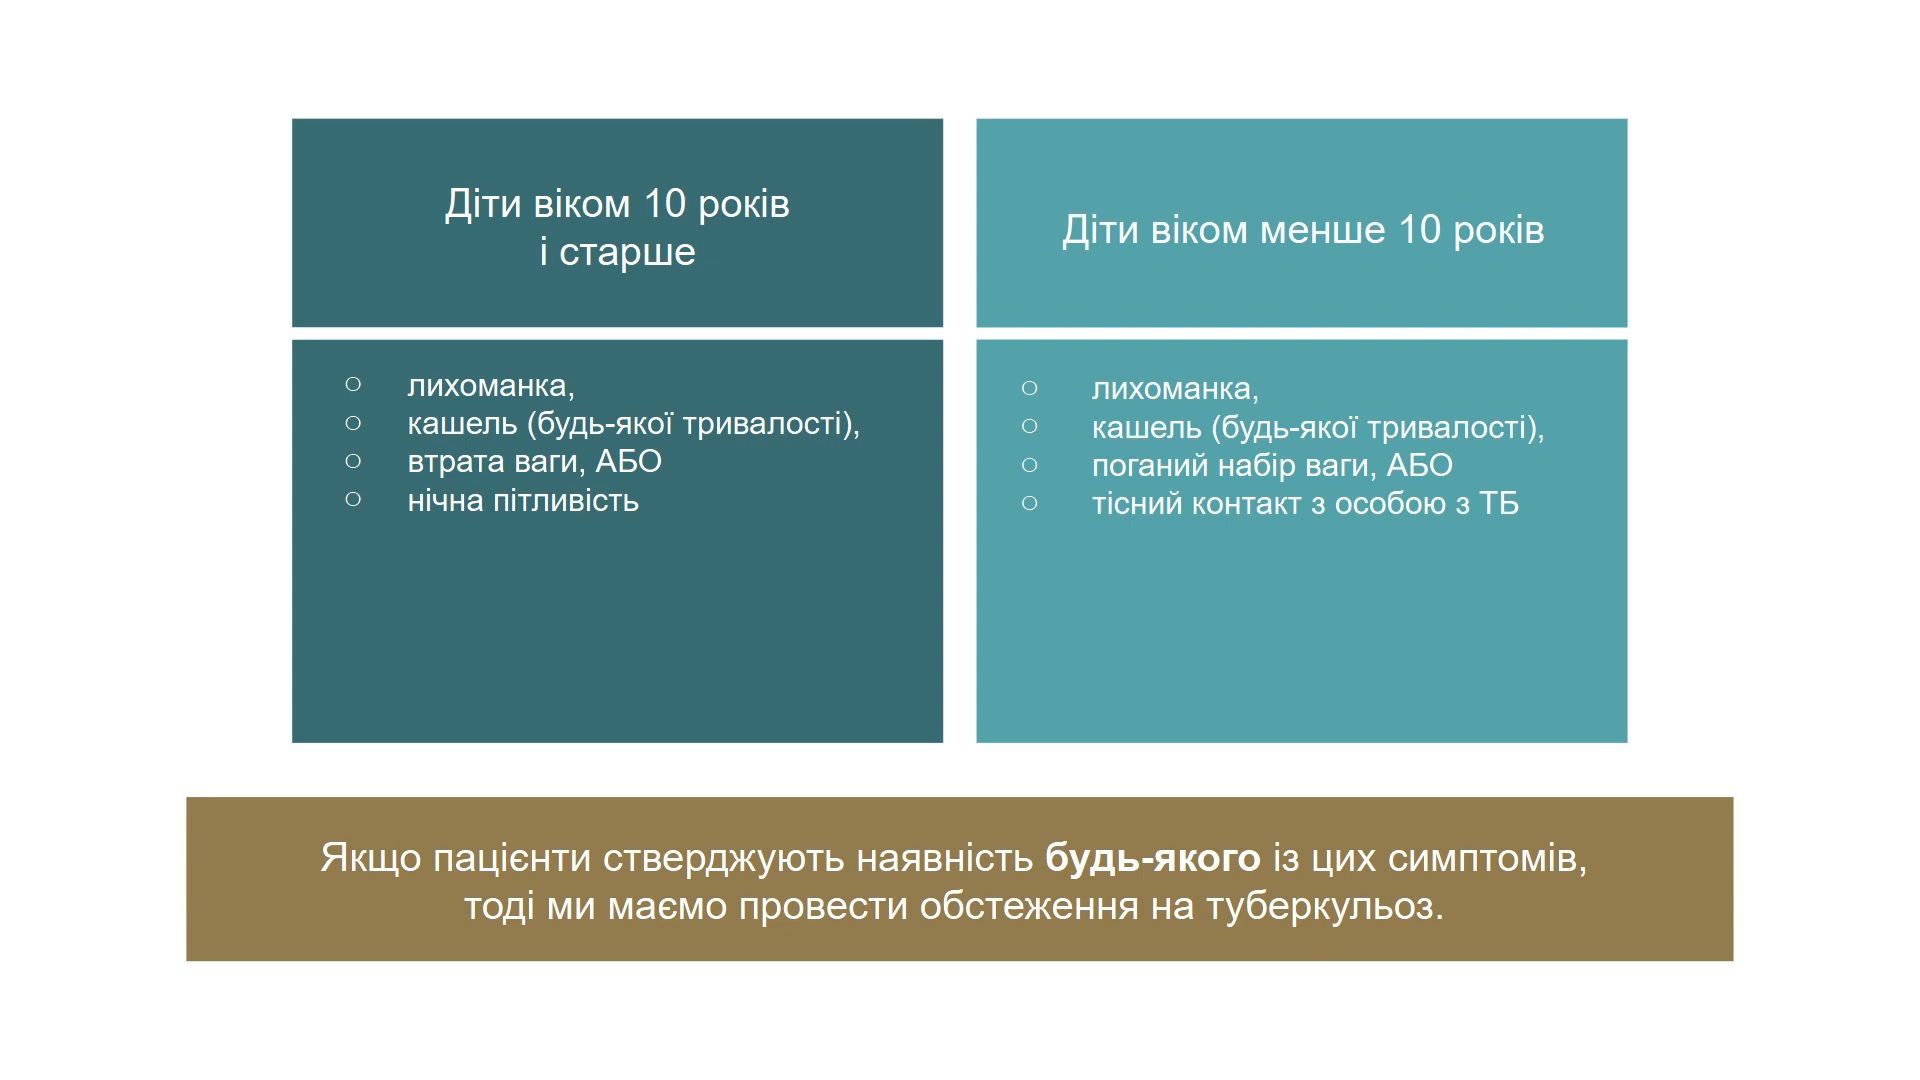 Діти віком 10 років
і старше
Діти віком менше 10 років
○ лихоманка,
○ кашель (будь-якої тривалості),
○ втрата ваги, АБО
○ нічна пітливість
○ лихоманка,
○ кашель (будь-якої тривалості),
○ поганий набір ваги, АБО
○ тісний контакт з особою з ТБ
Якщо пацієнти стверджують наявність будь-якого із цих симптомів,
тоді ми маємо провести обстеження на туберкульоз.